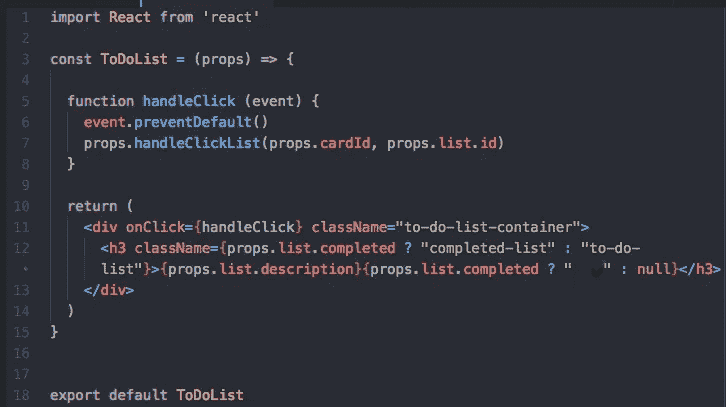 1 import React from 'react'
2
3 const ToDoList = (props) => {
4
5 function handleClick (event) {
6 event.preventDefault()
7 props.handleClickList(props.cardId, props.list.id)
8 }
9
10 return (
11 <div onClick={handleClick} className="to-do-list-container">
12 <h3 className={props.list.completed ? "completed-list" : "to-do-
• list"}>{props.list.description}{props.list.completed ? " ✔" : null}</h3>
13 </div>
14 )
15 }
16
17
18 export default ToDoList